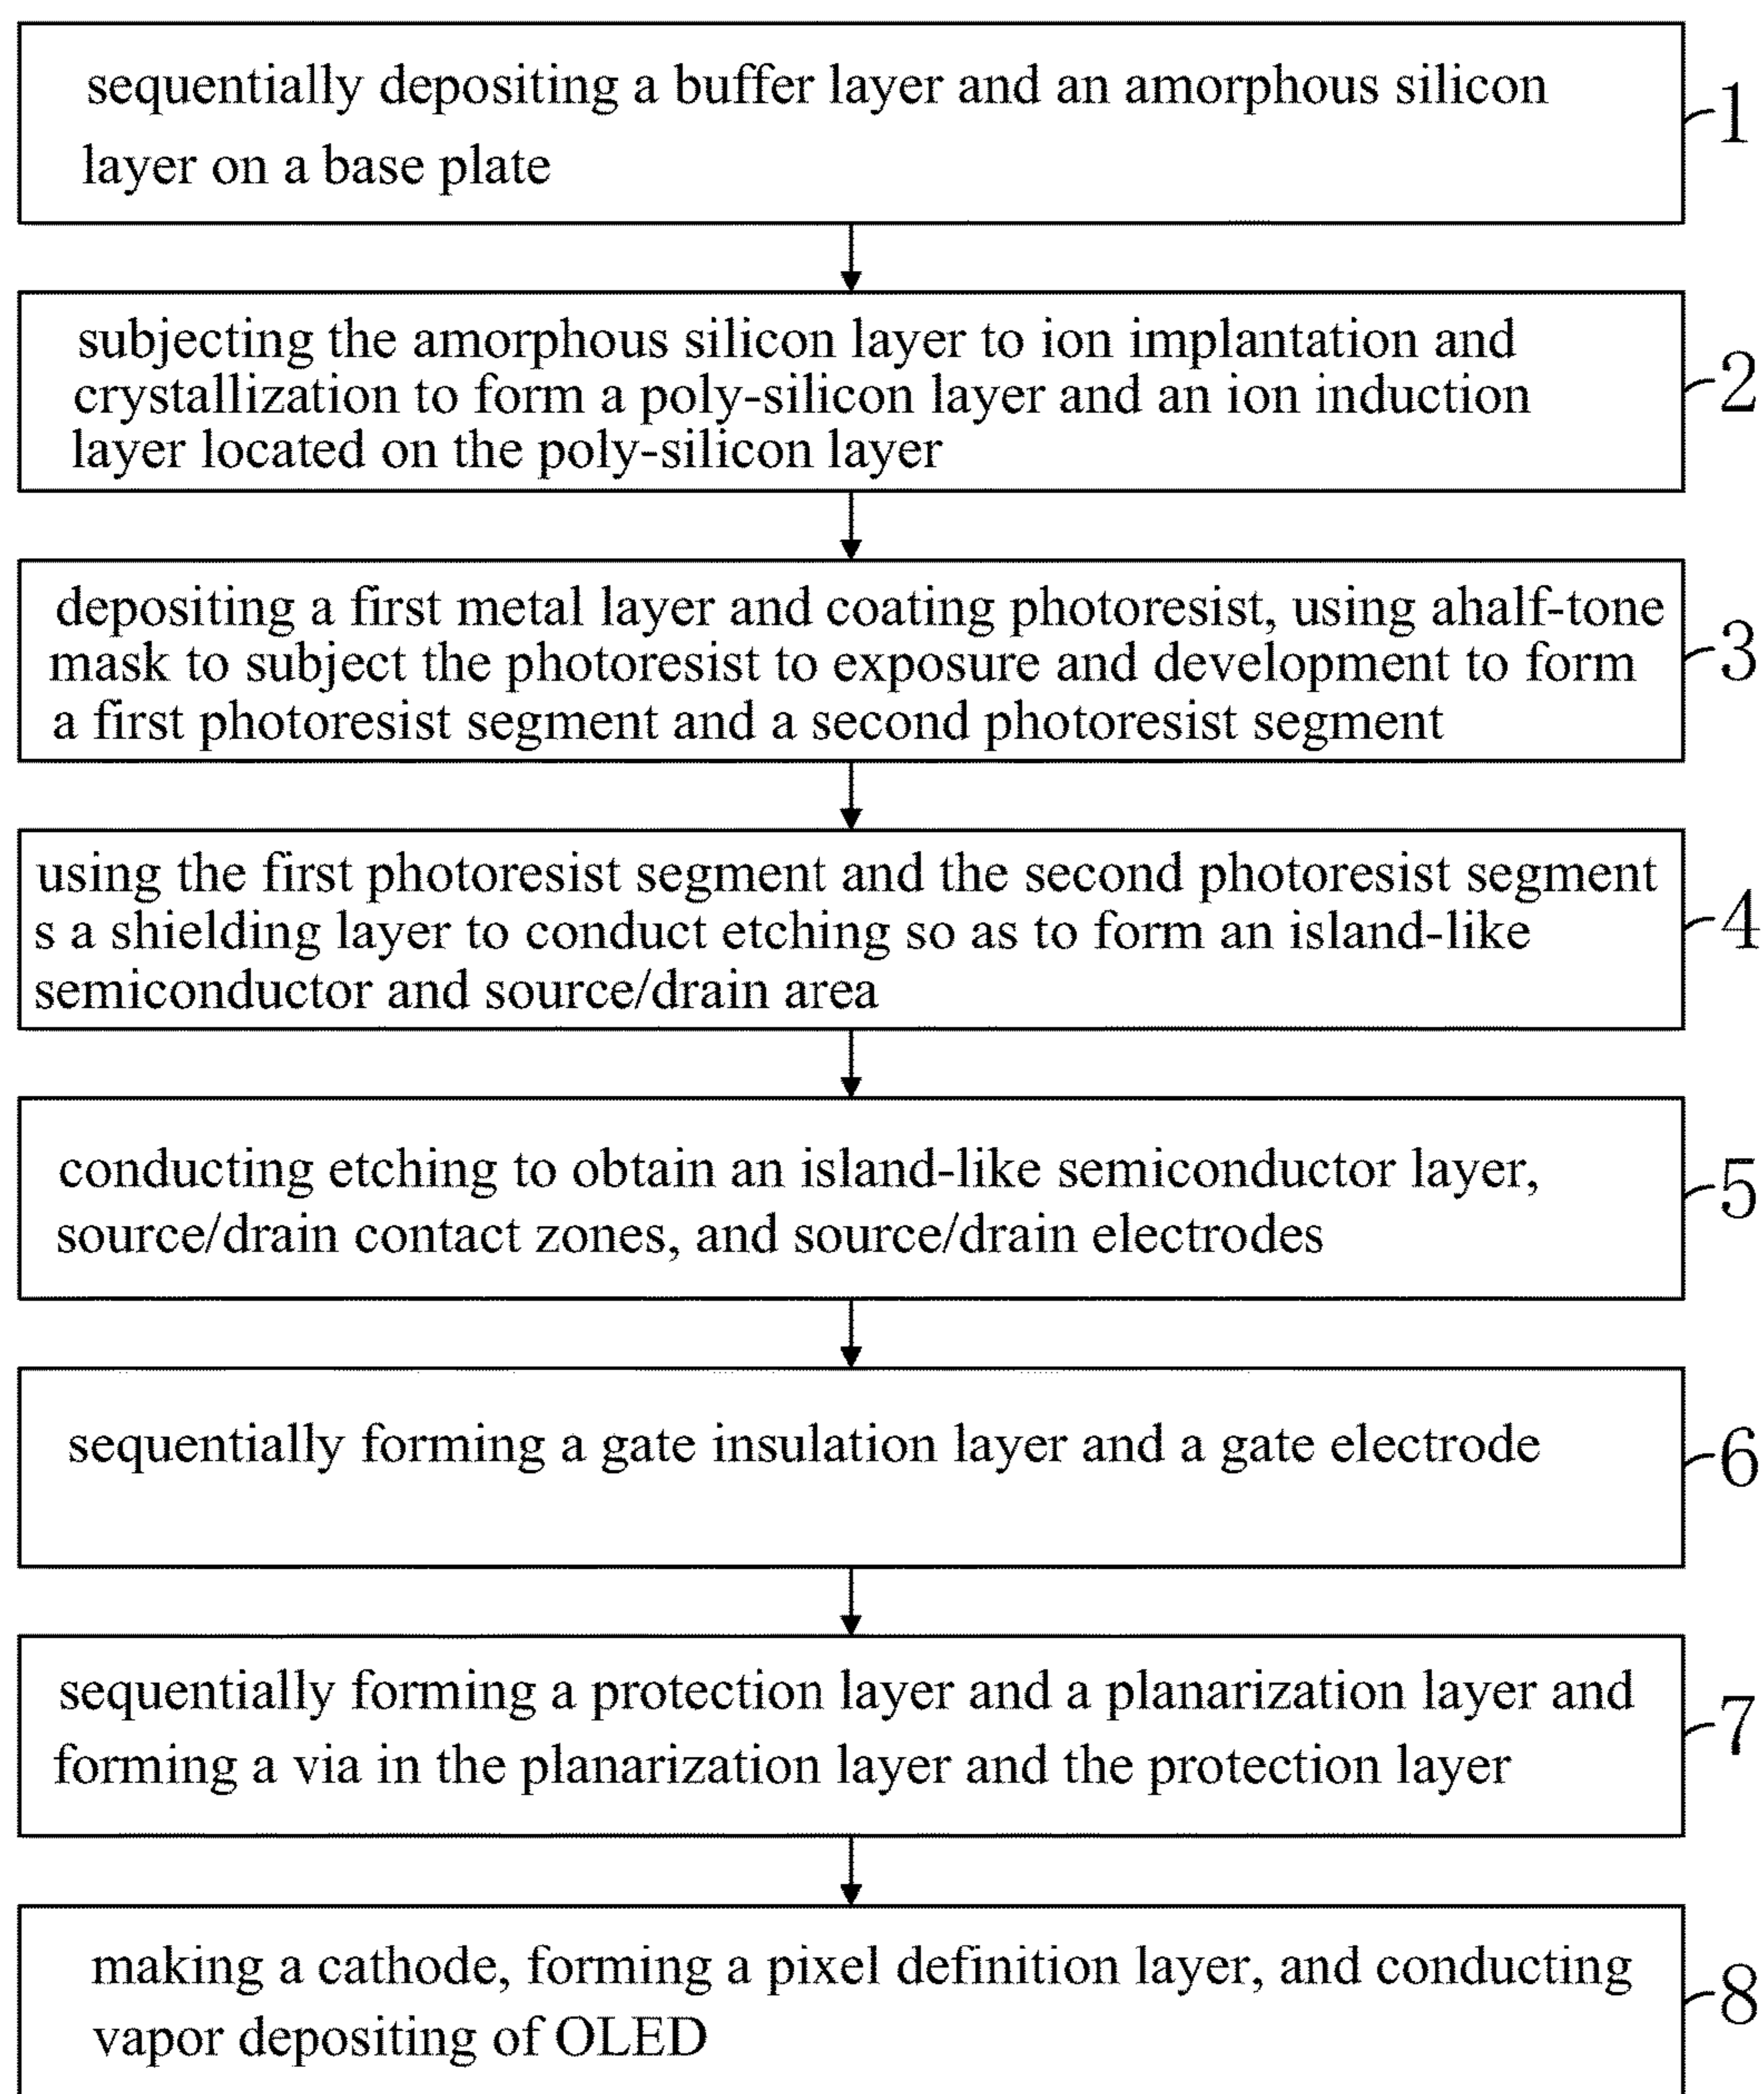 sequentially depositing a buffer layer and an amorphous silicon
layer on a base plate
1
subjecting the amorphous silicon layer to ion implantation and
crystallization to form a poly-silicon layer and an ion induction
layer located on the poly-silicon layer
2
depositing a first metal layer and coating photoresist, using ahalf-tone
mask to subject the photoresist to exposure and development to form
a first photoresist segment and a second photoresist segment
3
using the first photoresist segment and the second photoresist segment
s a shielding layer to conduct etching so as to form an island-like
semiconductor and source/drain area
4
conducting etching to obtain an island-like semiconductor layer,
source/drain contact zones, and source/drain electrodes
5
sequentially forming a gate insulation layer and a gate electrode
6
sequentially forming a protection layer and a planarization layer and
forming a via in the planarization layer and the protection layer
7
making a cathode, forming a pixel definition layer, and conducting
vapor depositing of OLED
8